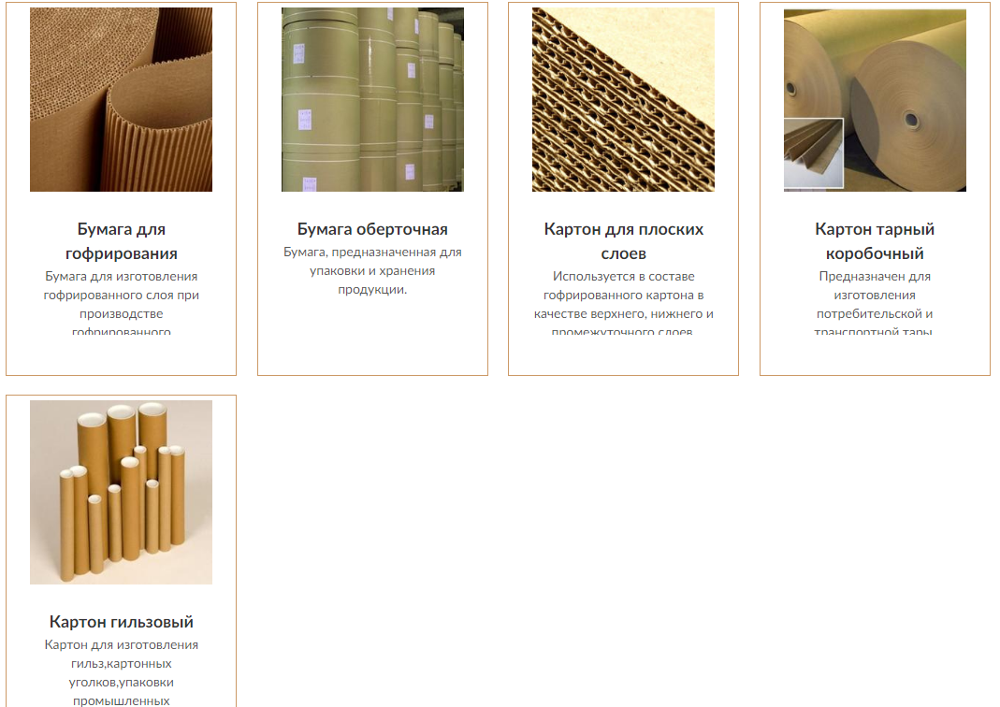 Бумага для
гофрирования
Бумага для изготовления
гофрированного слоя при
производстве
гофрированного
Бумага оберточная
Бумага, предназначенная для
упаковки и хранения
продукции.
Картон для плоских
слоев
Используется в составе
гофрированного картона в
качестве верхнего, нижнего и
промежуточного слоев
Картон тарный
коробочный
Предназначен для
изготовления
потребительской и
транспортной тары
Картон гильзовый
Картон для изготовления
гильз,картонных
уголков,упаковки
промышленных